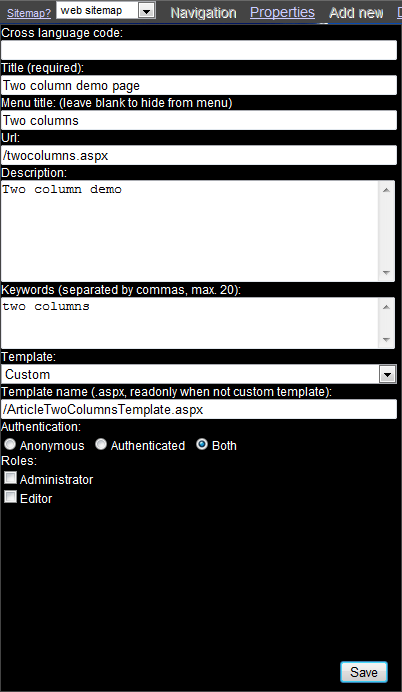 Sitemap? web sitemap Navigation Properties Add new
Cross language code:
Title (required):
Two column demo page
Menu title: (leave blank to hide from menu)
Two columns
Url:
/twocolumns.aspx
Description:
Two column demo
Keywords (separated by commas, max. 20):
two columns
Template:
Custom
Template name (.aspx, readonly when not custom template):
/ArticleTwoColumnsTemplate.aspx
Authentication:
Anonymous Authenticated Both
Roles:
Administrator
Editor
Save